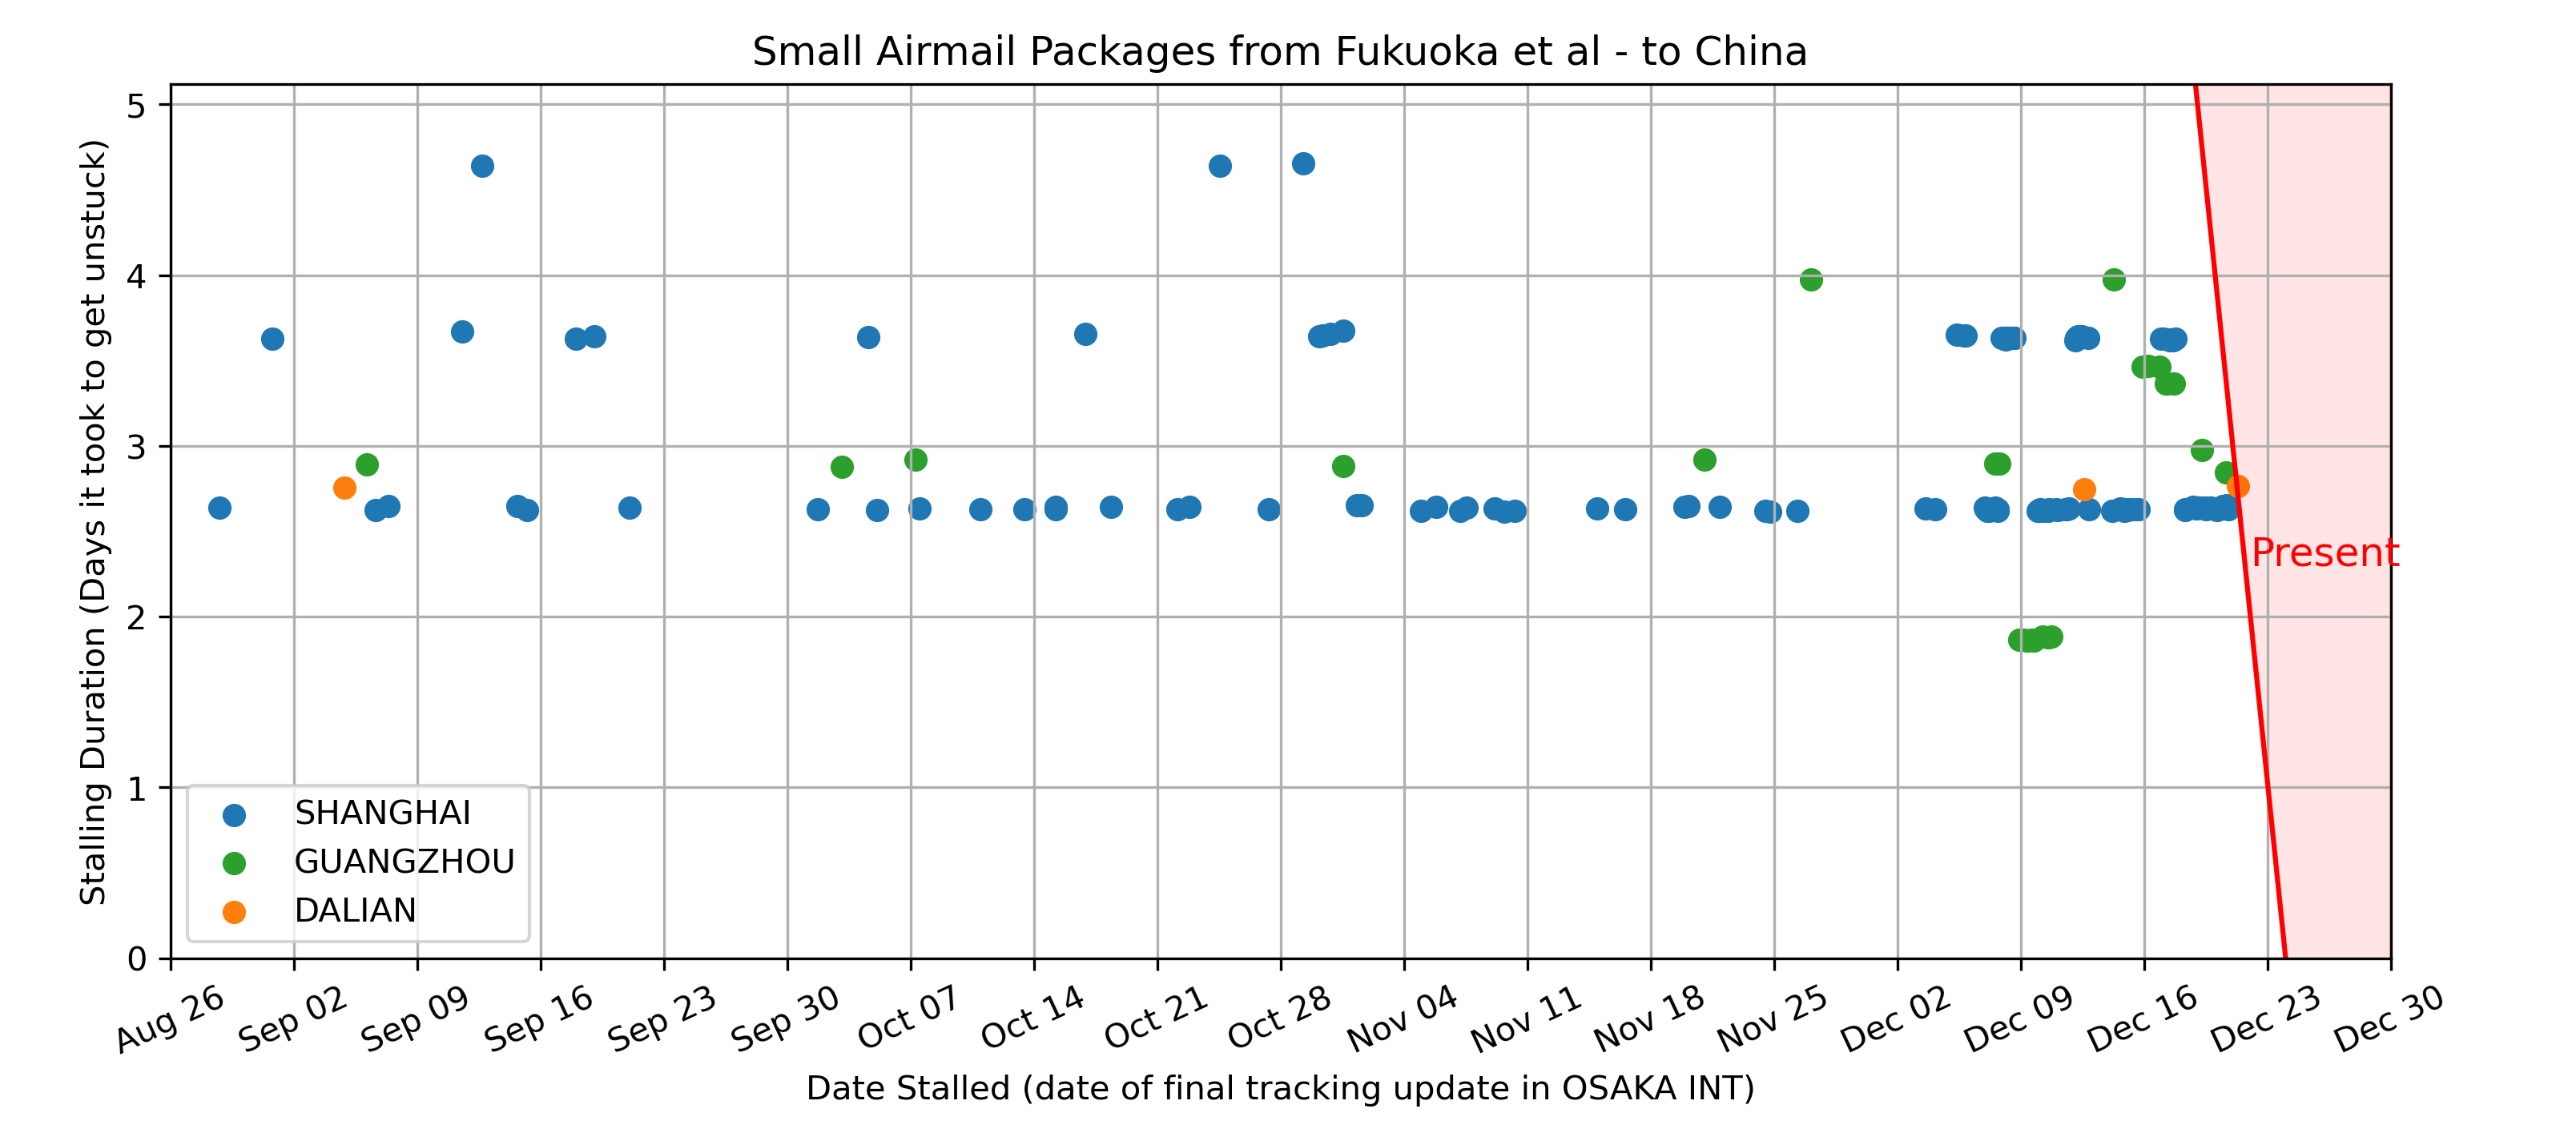 Small Airmail Packages from Fukuoka et al - to China
Stalling Duration (Days it took to get unstuck)
5
4
3
2
1
0
Present
SHANGHAI
GUANGZHOU
DALIAN
Aug 26
Sep 02
Sep 09
Sep 16
Sep 23
Sep 30
Oct 07
Oct 14
Oct 21
Oct 28
Nov 04
Nov 11
Nov 18
Nov 25
Dec 02
Dec 09
Dec 16
Dec 23
Dec 30
Date Stalled (date of final tracking update in OSAKA INT)